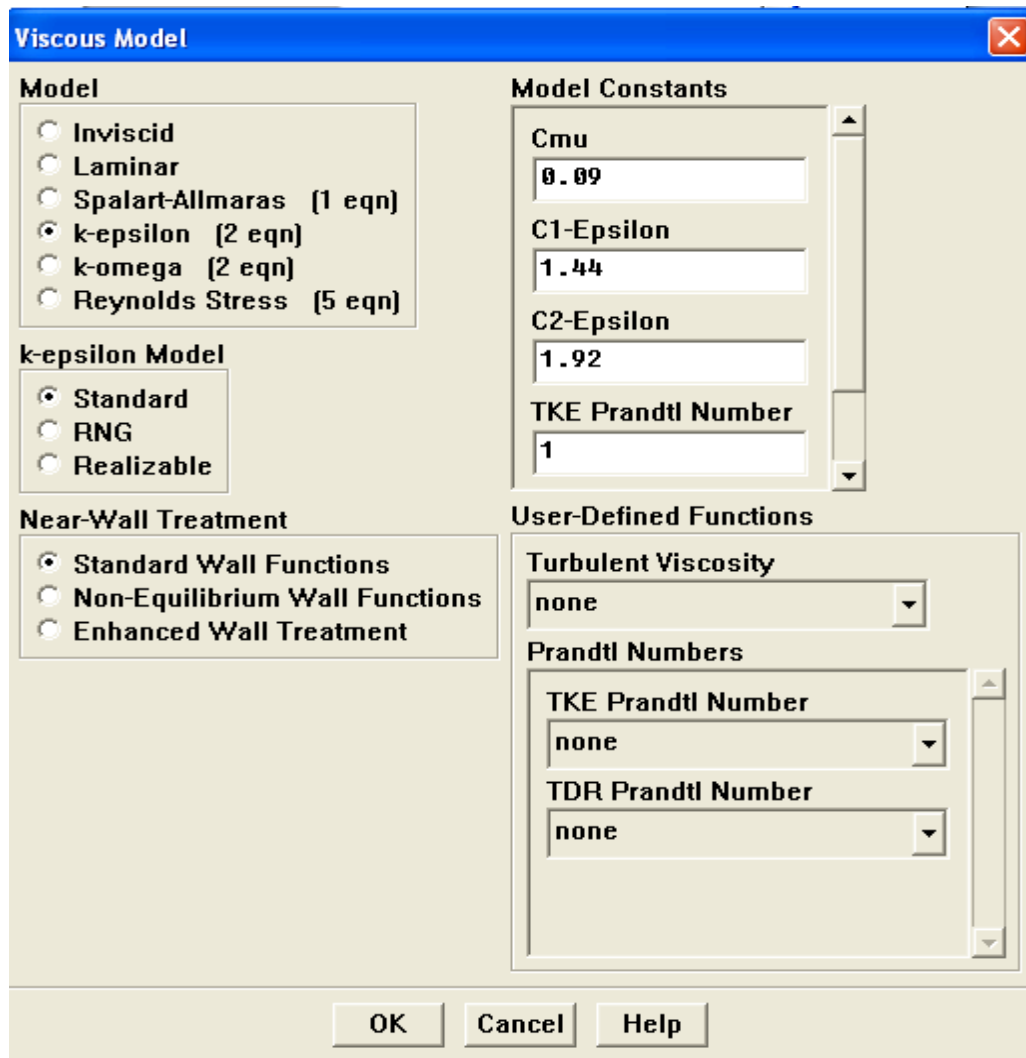 Viscous Model
Model
Inviscid
Laminar
Spalart-Allmaras (1 eqn)
k-epsilon (2 eqn)
k-omega (2 eqn)
Reynolds Stress (5 eqn)
k-epsilon Model
Standard
RNG
Realizable
Near-Wall Treatment
Standard Wall Functions
Non-Equilibrium Wall Functions
Enhanced Wall Treatment
Model Constants
Cmu
0.09
C1-Epsilon
1.44
C2-Epsilon
1.92
TKE Prandtl Number
1
User-Defined Functions
Turbulent Viscosity
none
Prandtl Numbers
TKE Prandtl Number
none
TDR Prandtl Number
none
OK Cancel Help